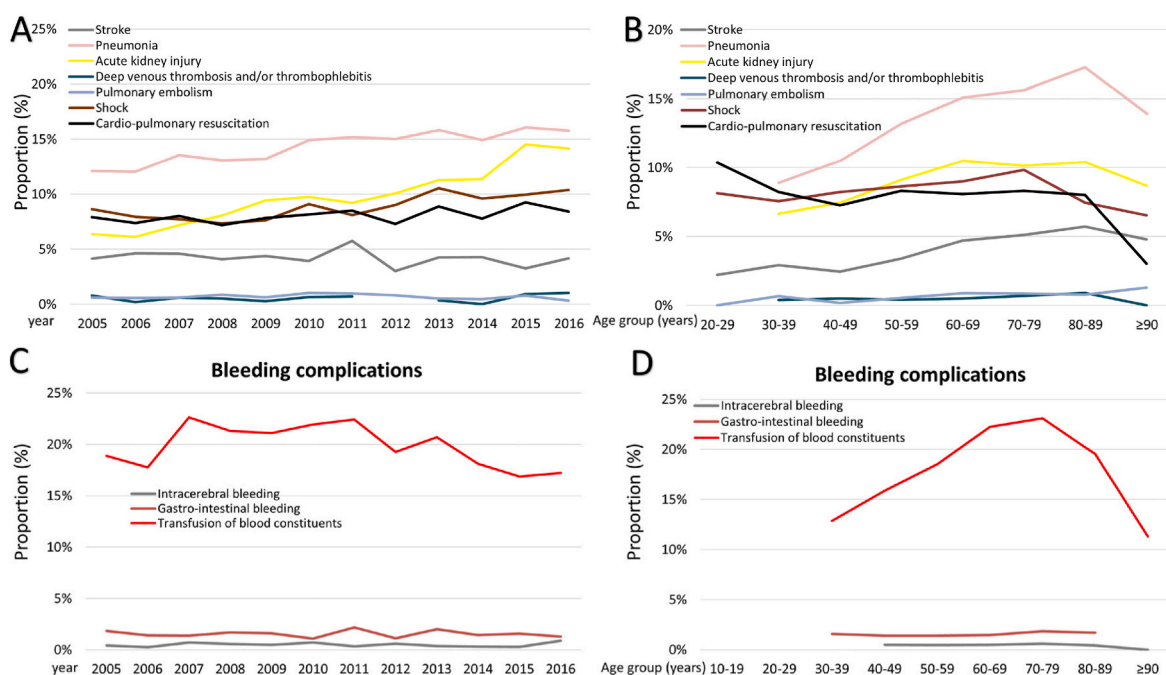 A
Stroke
Pneumonia
Acute kidney injury
Deep venous thrombosis and/or thrombophlebitis
Pulmonary embolism
Shock
Cardio-pulmonary resuscitation
Proportion (%)
25%
20%
15%
10%
5%
0%
year
2005 2006 2007 2008 2009 2010 2011 2012 2013 2014 2015 2016
B
Stroke
Pneumonia
Acute kidney injury
Deep venous thrombosis and/or thrombophlebitis
Pulmonary embolism
Shock
Cardio-pulmonary resuscitation
Proportion (%)
20%
15%
10%
5%
0%
Age group (years) 20-29 30-39 40-49 50-59 60-69 70-79 80-89 ≥90
C
Bleeding complications
Proportion (%)
25%
20%
15%
10%
5%
0%
Intracerebral bleeding
Gastro-intestinal bleeding
Transfusion of blood constituents
year 2005 2006 2007 2008 2009 2010 2011 2012 2013 2014 2015 2016
D
Bleeding complications
Intracerebral bleeding
Gastro-intestinal bleeding
Transfusion of blood constituents
Proportion (%)
25%
20%
15%
10%
5%
0%
Age group (years) 10-19 20-29 30-39 40-49 50-59 60-69 70-79 80-89 ≥90